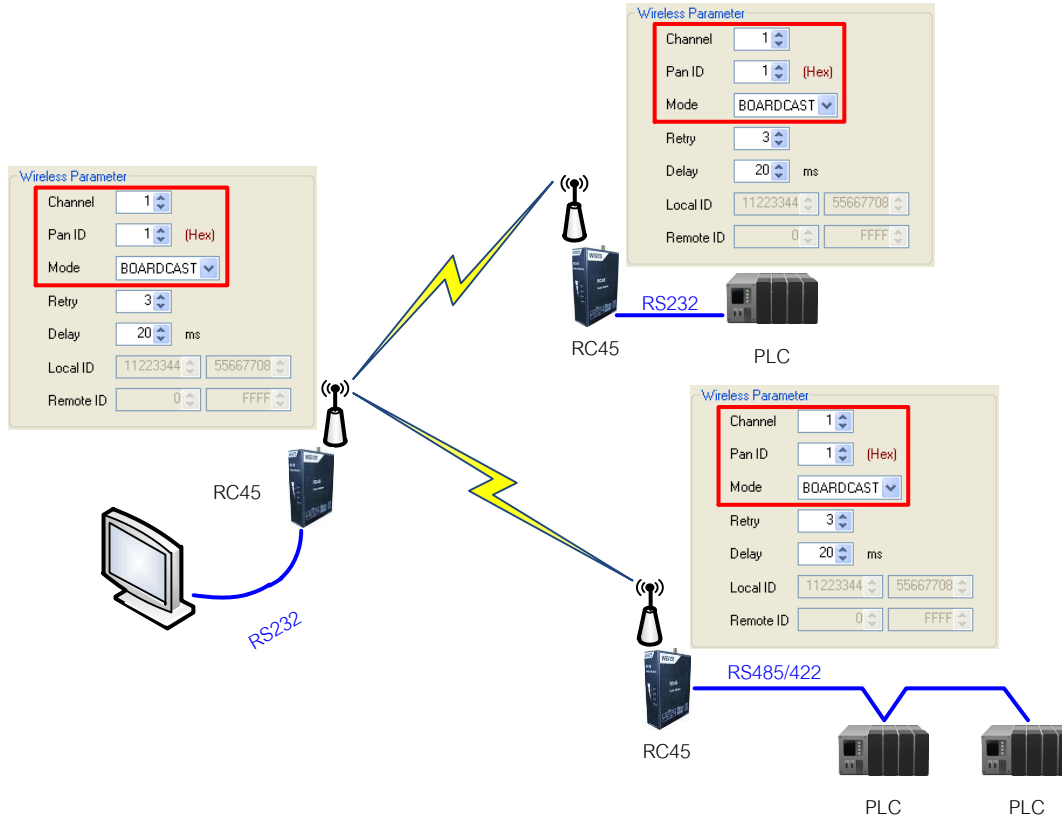 Wireless Parameter
Channel 1
Pan ID 1 (Hex)
Mode BOARDCAST
Retry 3
Delay 20 ms
Local ID 11223344 55667708
Remote ID 0 FFFF
RS232
RC45
PLC
Wireless Parameter
Channel 1
Pan ID 1 (Hex)
Mode BOARDCAST
Retry 3
Delay 20 ms
Local ID 11223344 55667708
Remote ID 0 FFFF
RC45
RS232
Wireless Parameter
Channel 1
Pan ID 1 (Hex)
Mode BOARDCAST
Retry 3
Delay 20 ms
Local ID 11223344 55667708
Remote ID 0 FFFF
RS485/422
RC45
PLC PLC